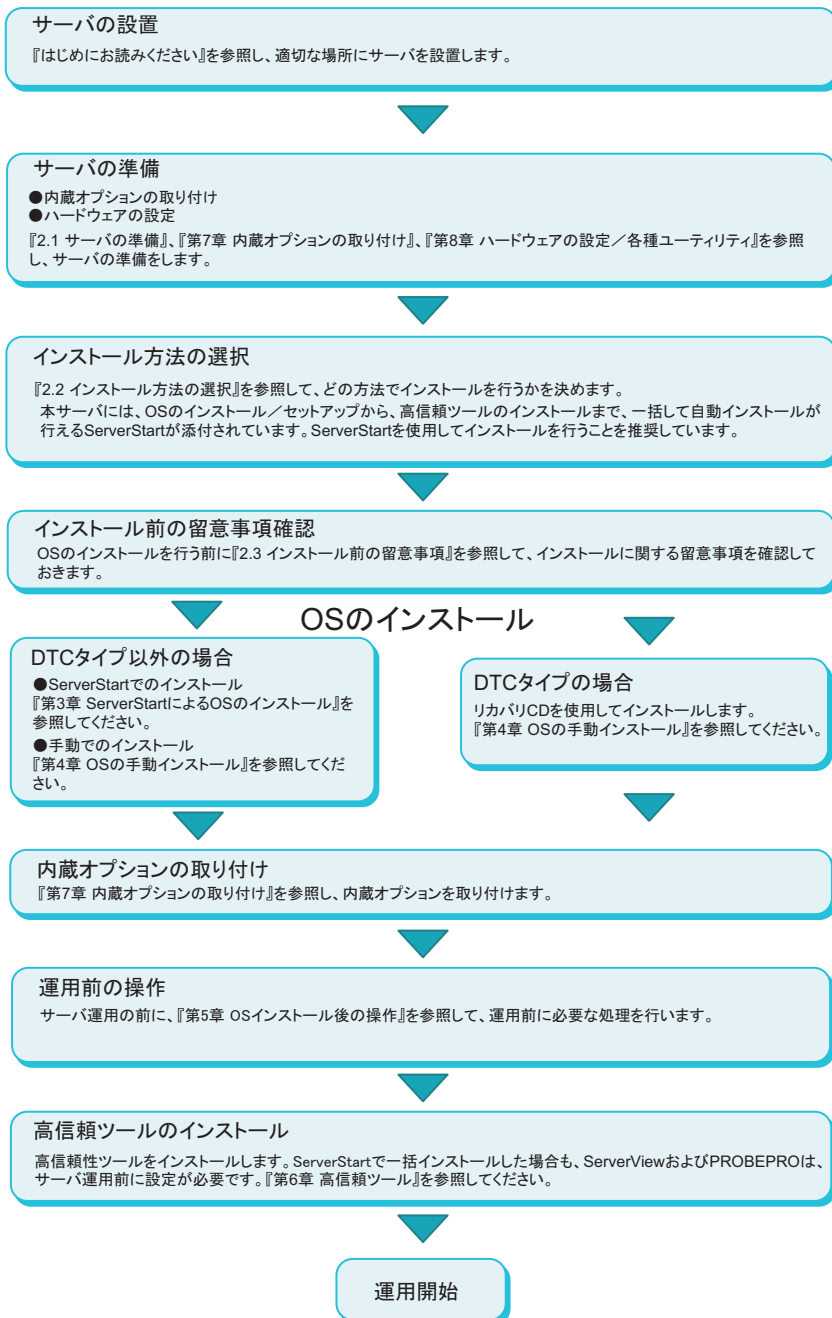 サーバの設置
『はじめにお読みください』を参照し、適切な場所にサーバを設置します。
サーバの準備
●内蔵オプションの取り付け
●ハードウェアの設定
『2.1 サーバの準備』、『第7章 内蔵オプションの取り付け』、『第8章 ハードウェアの設定／各種ユーティリティ』を参照
し、サーバの準備をします。
インストール方法の選択
『2.2 インストール方法の選択』を参照して、どの方法でインストールを行うかを決めます。
本サーバには、OSのインストール／セットアップから、高信頼ツールのインストールまで、一括して自動インストールが
行えるServerStartが添付されています。ServerStartを使用してインストールを行うことを推奨しています。
インストール前の留意事項確認
OSのインストールを行う前に『2.3 インストール前の留意事項』を参照して、インストールに関する留意事項を確認して
おきます。
OSのインストール
DTCタイプ以外の場合
●ServerStartでのインストール
『第3章 ServerStartによるOSのインストール』を
参照してください。
●手動でのインストール
『第4章 OSの手動インストール』を参照してくだ
さい。
DTCタイプの場合
リカバリCDを使用してインストールします。
『第4章 OSの手動インストール』を参照してください。
内蔵オプションの取り付け
『第7章 内蔵オプションの取り付け』を参照し、内蔵オプションを取り付けます。
運用前の操作
サーバ運用の前に、『第5章 OSインストール後の操作』を参照して、運用前に必要な処理を行います。
高信頼ツールのインストール
高信頼性ツールをインストールします。ServerStartで一括インストールした場合も、ServerViewおよびPROBEPROは、
サーバ運用前に設定が必要です。『第6章 高信頼ツール』を参照してください。
運用開始